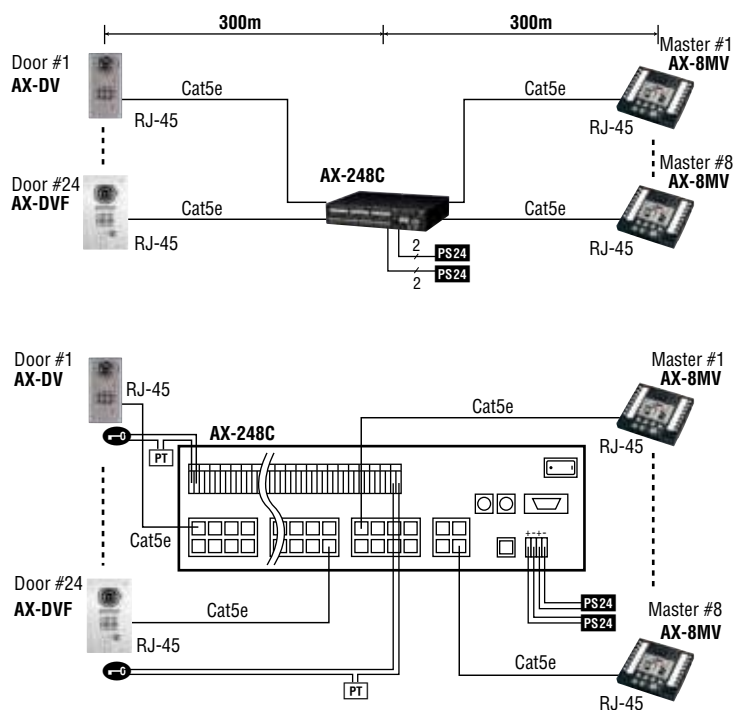 300m 300m
Door #1
AX-DV
Cat5e
RJ-45
Master #1
AX-8MV
Cat5e
RJ-45
Door #24
AX-DVF
Cat5e
RJ-45
AX-248C
2
PS24
PS24
2
Master #8
AX-8MV
Cat5e
RJ-45
Door #1
AX-DV
RJ-45
PT
AX-248C
Cat5e
Master #1
AX-8MV
Cat5e
RJ-45
+-+-
Door #24
AX-DVF
Cat5e
RJ-45
PT
PS24
PS24
Master #8
AX-8MV
Cat5e
RJ-45